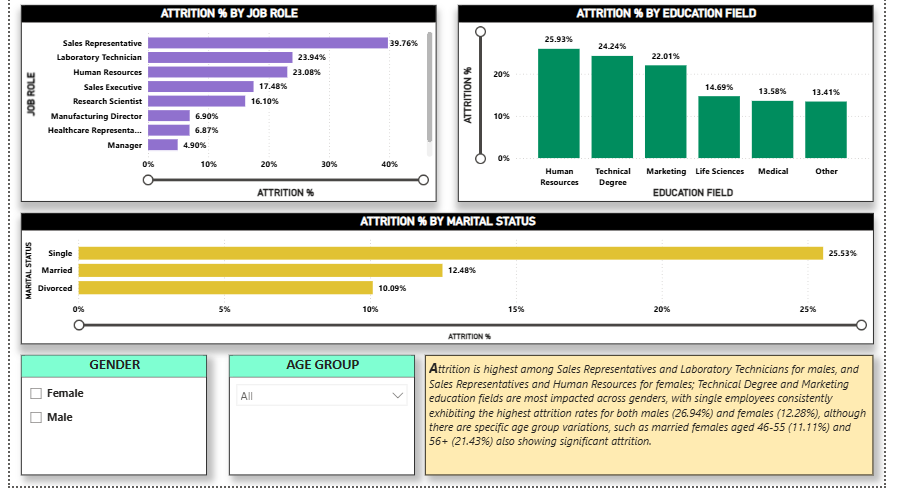 ATTRITION % BY JOB ROLE
JOB ROLE
Sales Representative 39.76%
Laboratory Technician 23.94%
Human Resources 23.08%
Sales Executive 17.48%
Research Scientist 16.10%
Manufacturing Director 6.90%
Healthcare Representa... 6.87%
Manager 4.90%
0% 10% 20% 30% 40%
ATTRITION %
ATTRITION % BY EDUCATION FIELD
ATTRITION %
25.93% 24.24% 22.01% 14.69% 13.58% 13.41%
20%
10%
0%
Human Technical Marketing Life Sciences Medical Other
Resources Degree
EDUCATION FIELD
ATTRITION % BY MARITAL STATUS
MARITAL STATUS
Single 25.53%
Married 12.48%
Divorced 10.09%
0% 5% 10% 15% 20% 25%
ATTRITION %
GENDER
Female
Male
AGE GROUP
All
Attrition is highest among Sales Representatives and Laboratory Technicians for males, and
Sales Representatives and Human Resources for females; Technical Degree and Marketing
education fields are most impacted across genders, with single employees consistently
exhibiting the highest attrition rates for both males (26.94%) and females (12.28%), although
there are specific age group variations, such as married females aged 46-55 (11.11%) and
56+ (21.43%) also showing significant attrition.